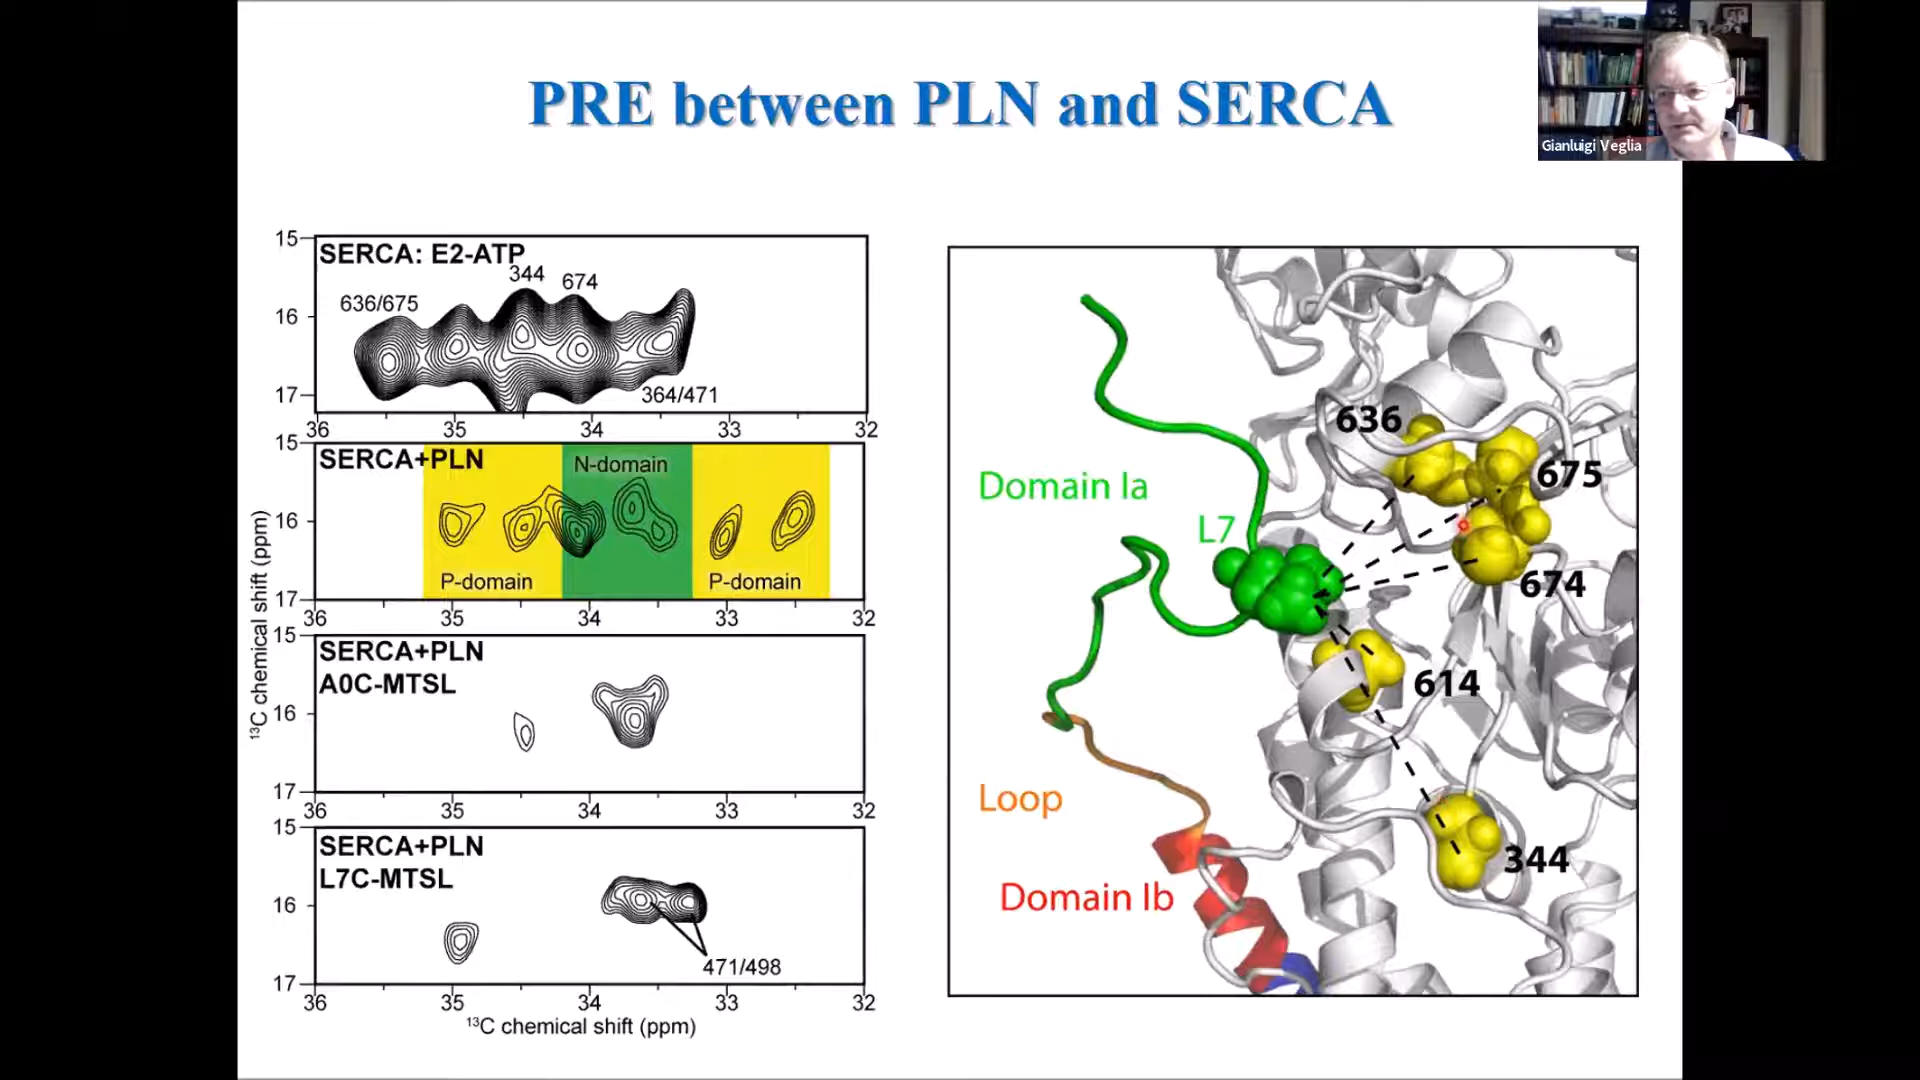 PRE between PLN and SERCA
Gianluigi Veglia
SERCA: E2-ATP
344
674
636/675
364/471
15
16
17
36
35
34
33
32
SERCA+PLN
N-domain
P-domain
P-domain
15
16
17
36
35
34
33
32
SERCA+PLN
A0C-MTSL
15
16
17
36
35
34
33
32
SERCA+PLN
L7C-MTSL
471/498
15
16
17
36
35
34
33
32
13C chemical shift (ppm)
13C chemical shift (ppm)
Domain Ia
L7
636
675
674
614
344
Loop
Domain Ib